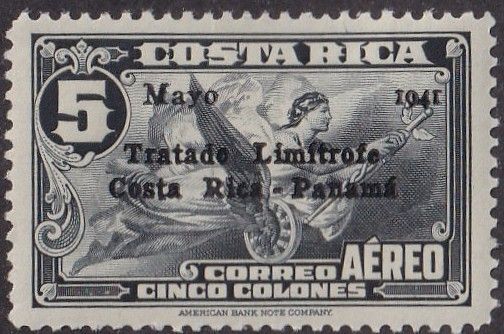 COSTA RICA
5
Mayo 1941
Tratado Limítrofe
Costa Rica - Panamá
CORREO AÉREO
CINCO COLONES
AMERICAN BANK NOTE COMPANY.